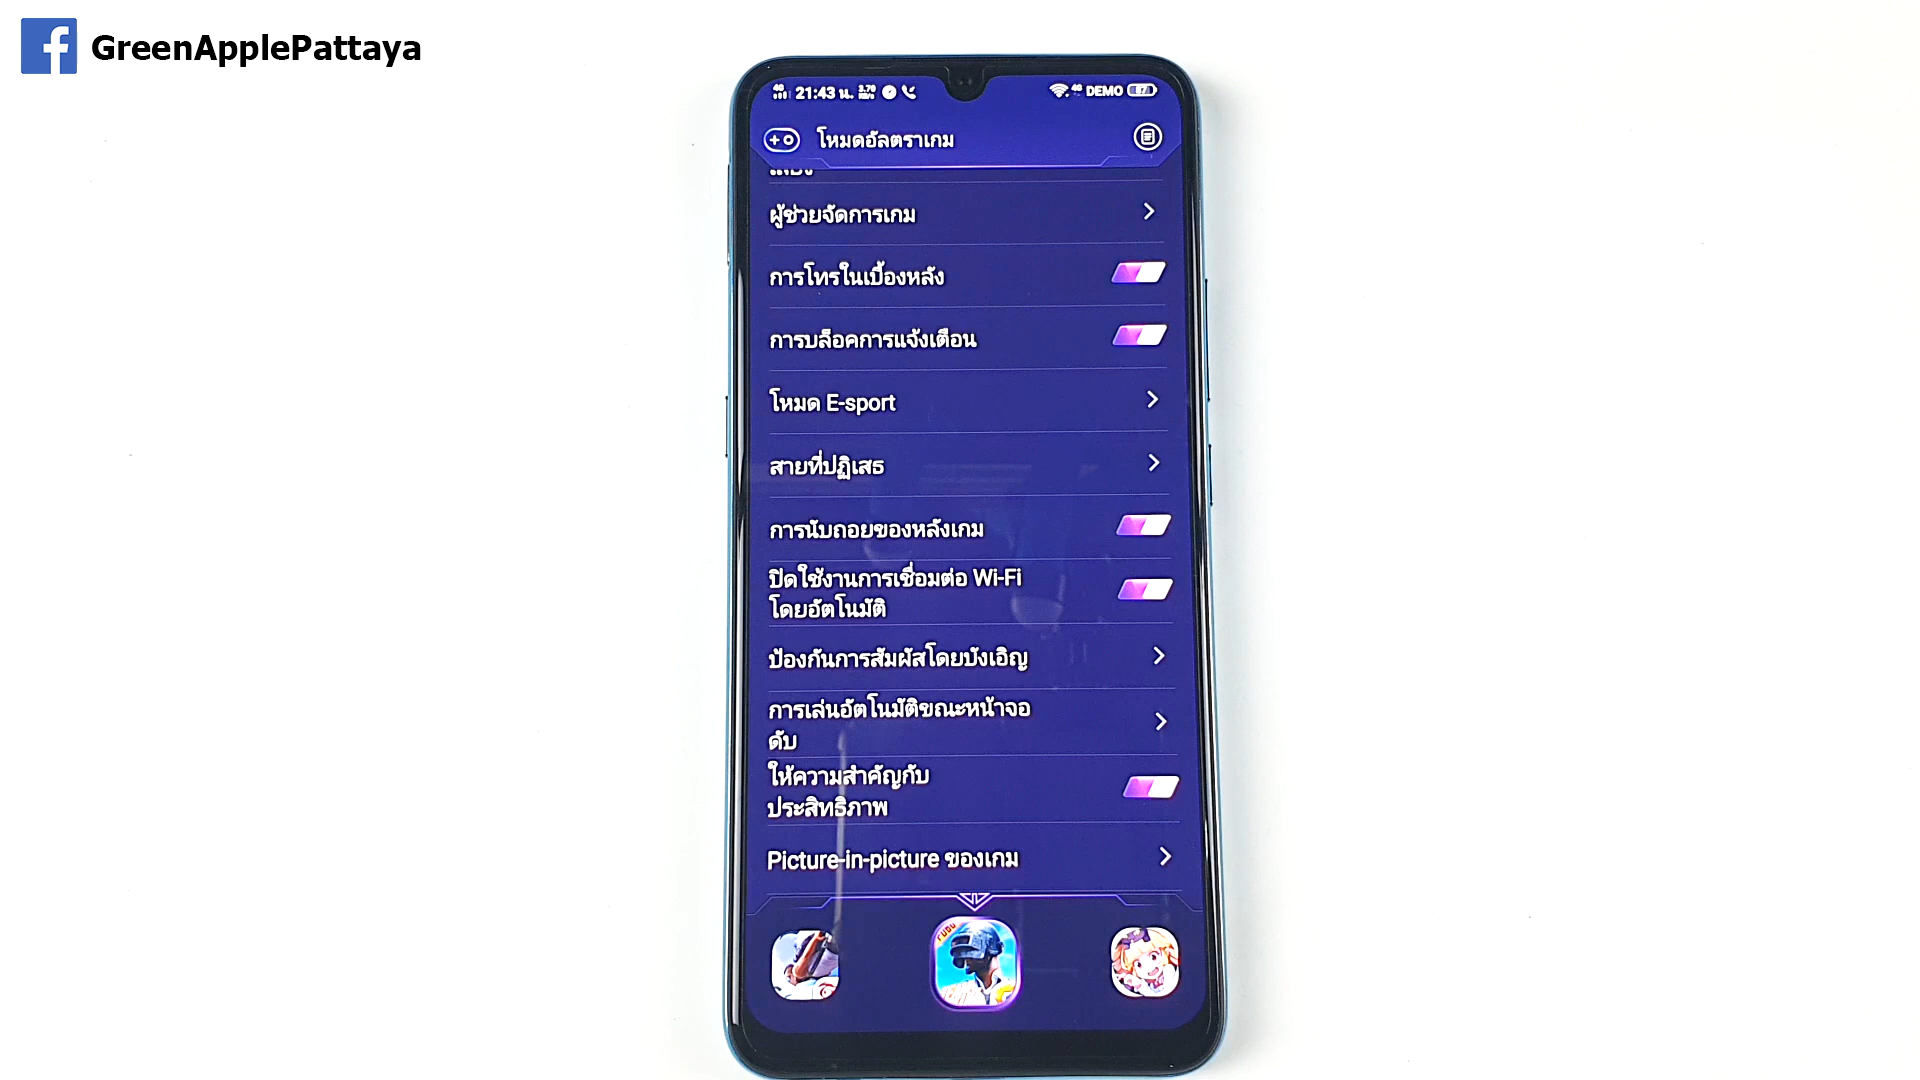 GreenApplePattaya
4G 21:43 น. 3.70 4G DEMO 87
โหมดอัลตราเกม
ผู้ช่วยจัดการเกม
การโทรในเบื้องหลัง
การบล็อคการแจ้งเตือน
โหมด E-sport
สายที่ปฏิเสธ
การนับถอยของหลังเกม
ปิดใช้งานการเชื่อมต่อ Wi-Fi
โดยอัตโนมัติ
ป้องกันการสัมผัสโดยบังเอิญ
การเล่นอัตโนมัติขณะหน้าจอ
ดับ
ให้ความสำคัญกับ
ประสิทธิภาพ
Picture-in-picture ของเกม
PUBG